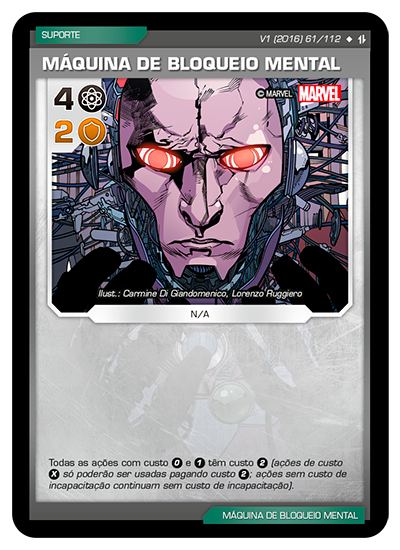 SUPORTE
V1 (2016) 61/112
MÁQUINA DE BLOQUEIO MENTAL
4
© MARVEL MARVEL
2
Ilust.: Carmine Di Giandomenico, Lorenzo Ruggiero
N/A
Todas as ações com custo 0 e 1 têm custo 2 (ações de custo
X só poderão ser usadas pagando custo 2; ações sem custo de
incapacitação continuam sem custo de incapacitação).
MÁQUINA DE BLOQUEIO MENTAL